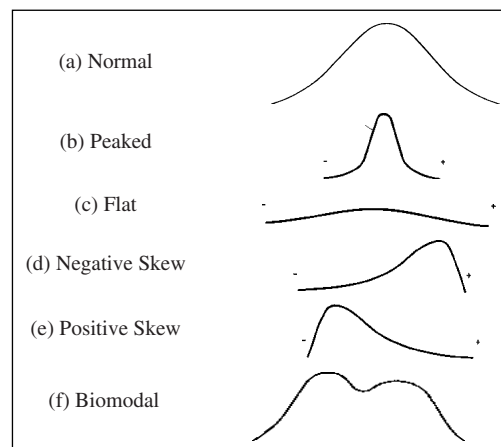 (a) Normal
(b) Peaked
- +
(c) Flat
- +
(d) Negative Skew
- +
(e) Positive Skew
- +
(f) Biomodal